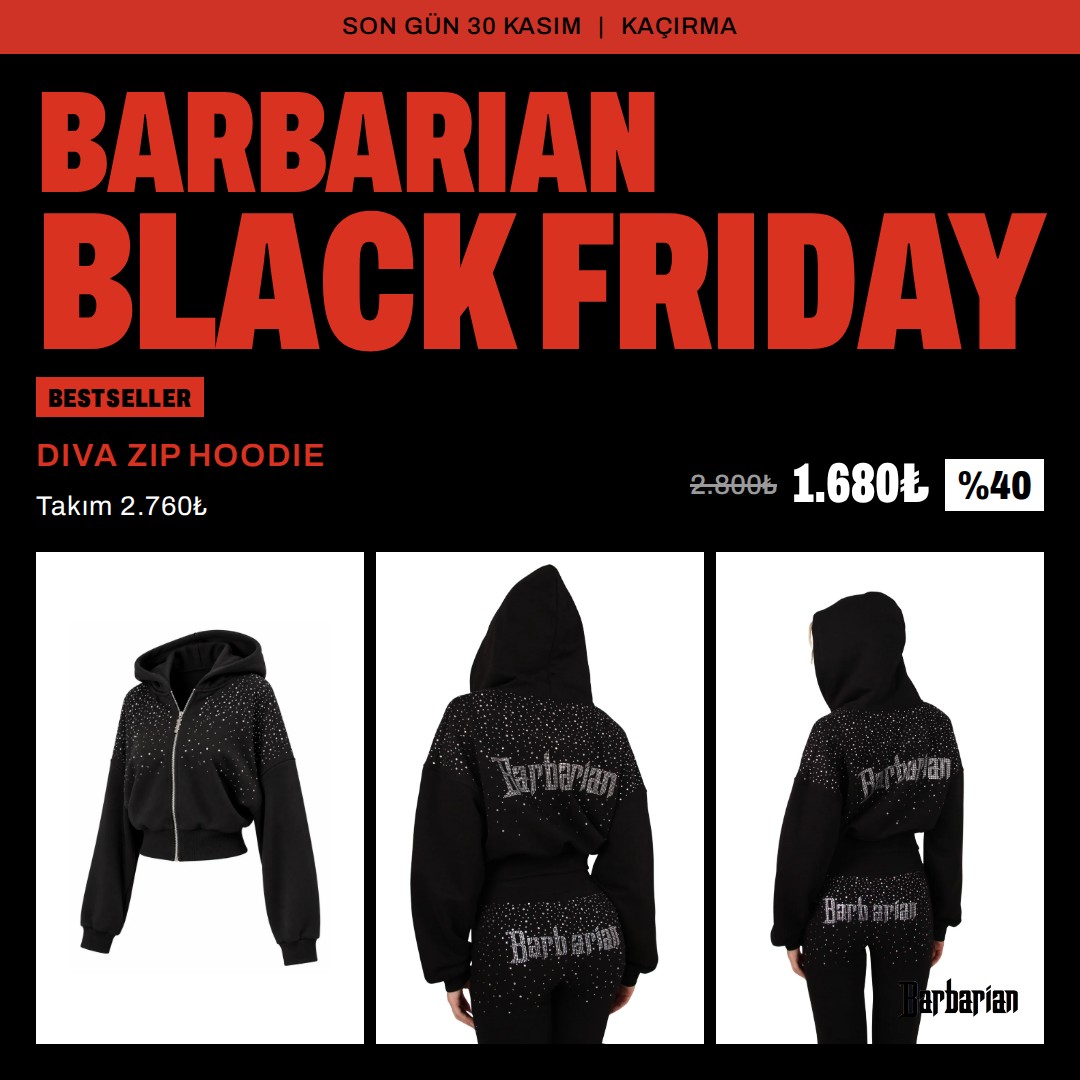 SON GÜN 30 KASIM | KAÇIRMA
BARBARIAN
BLACK FRIDAY
BESTSELLER
DIVA ZIP HOODIE
Takım 2.760₺
2.800₺ 1.680₺ %40
Barbarian
Barbarian
Barbarian
Barbarian
Barbarian